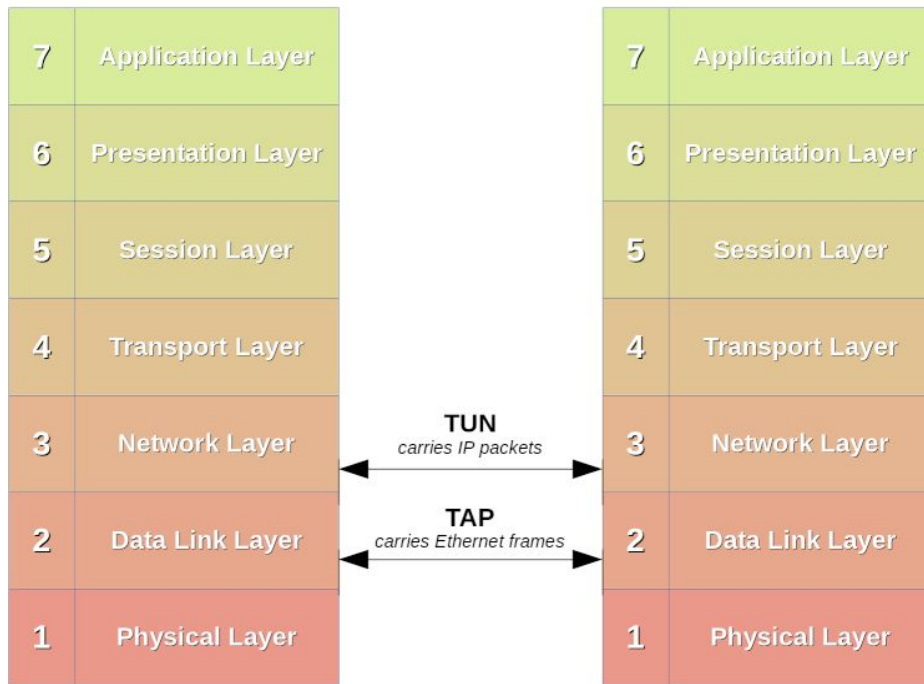 7 Application Layer
6 Presentation Layer
5 Session Layer
4 Transport Layer
3 Network Layer
2 Data Link Layer
1 Physical Layer
TUN
carries IP packets
TAP
carries Ethernet frames
7 Application Layer
6 Presentation Layer
5 Session Layer
4 Transport Layer
3 Network Layer
2 Data Link Layer
1 Physical Layer